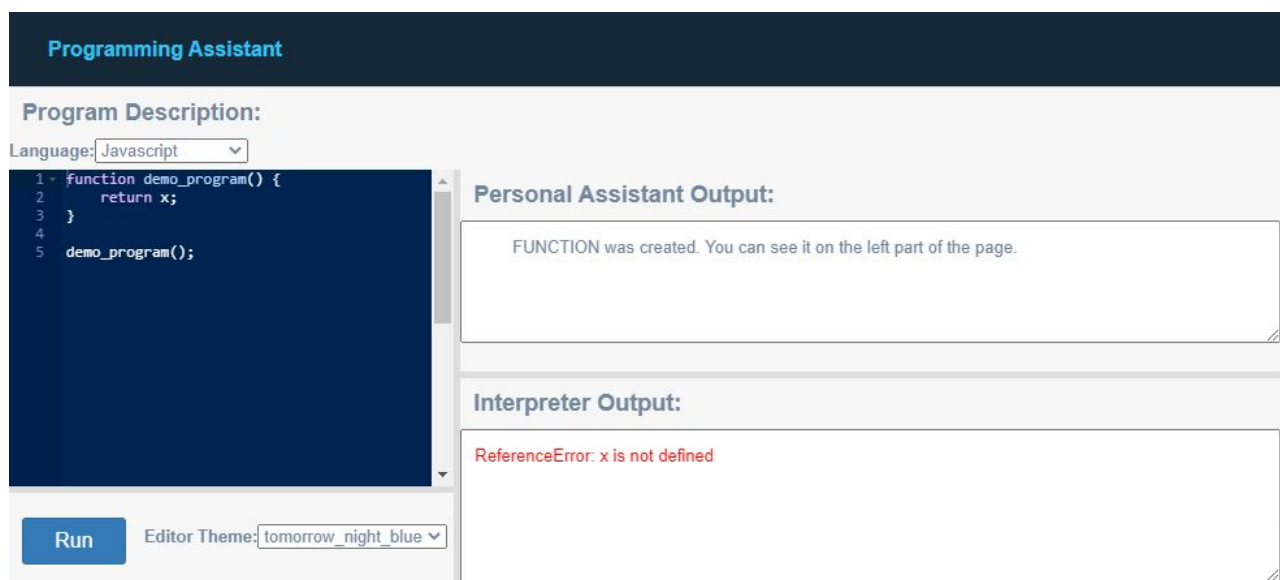 Programming Assistant
Program Description:
Language: Javascript
1 function demo_program() {
2 return x;
3 }
4
5 demo_program();
Run
Editor Theme: tomorrow_night_blue
Personal Assistant Output:
FUNCTION was created. You can see it on the left part of the page.
Interpreter Output:
ReferenceError: x is not defined